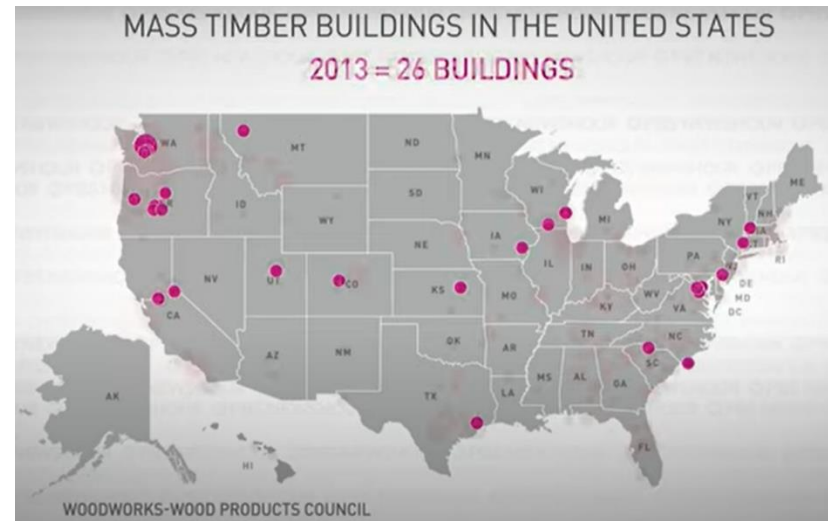 MASS TIMBER BUILDINGS IN THE UNITED STATES
2013 = 26 BUILDINGS
WA
MT
ND
MN
ME
VT
NH
SD
WI
ID
MI
NY
WY
IA
NE
PA
IL
IN
OH
RI
NV
UT
CO
KS
MO
WV
VA
DE
MD
DC
KY
CA
OK
TN
NC
AZ
NM
AR
SC
MS
AL
GA
TX
LA
AK
FL
HI
WOODWORKS-WOOD PRODUCTS COUNCIL